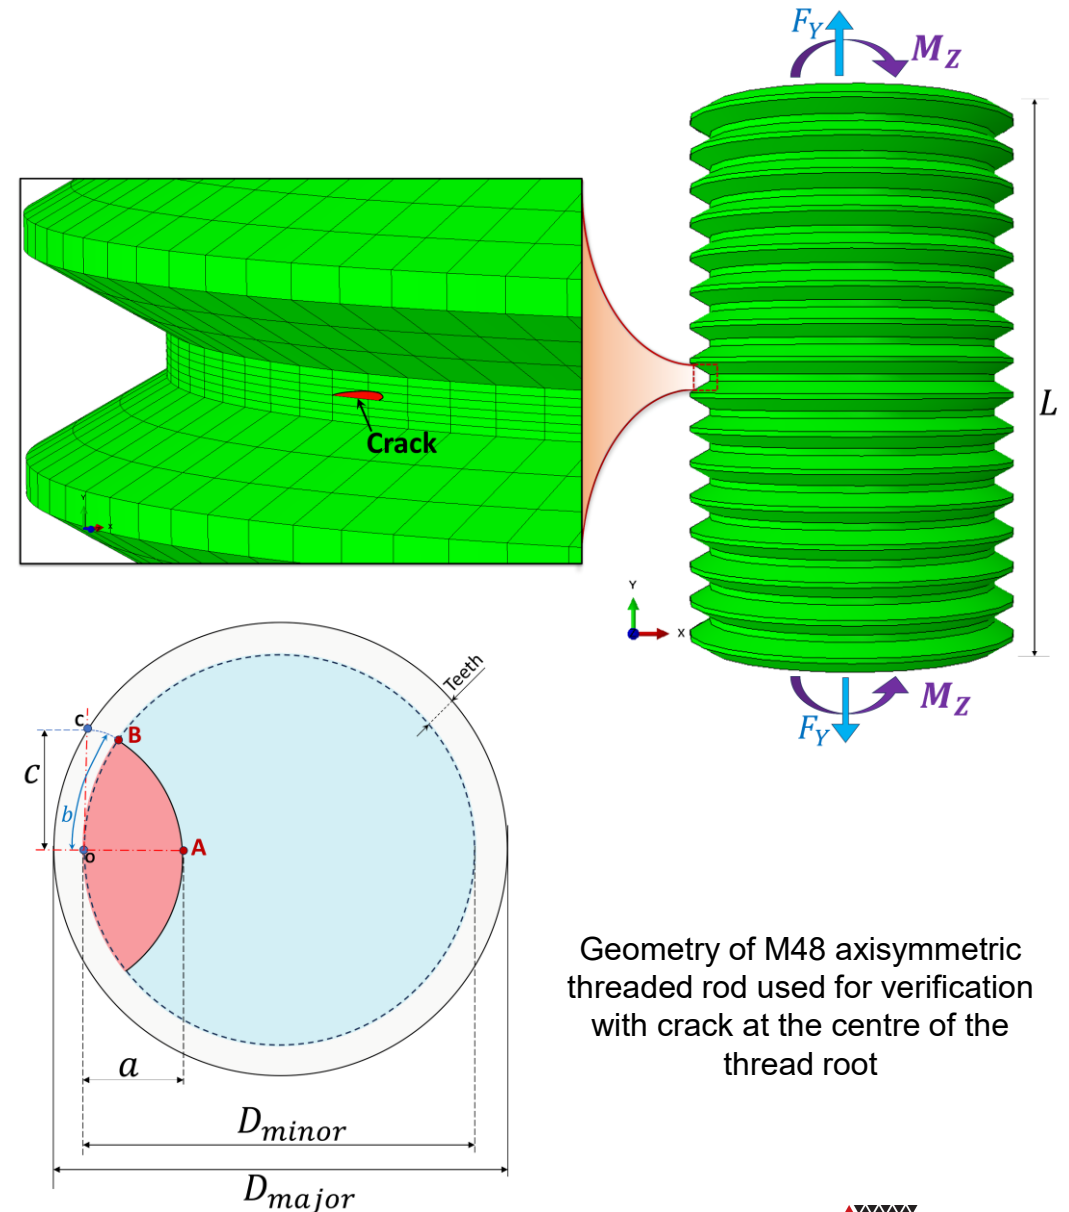 F_Y
M_Z
L
Crack
Y
X
Y
X
M_Z
F_Y
Teeth
C
B
c
b
O
A
a
D_minor
D_major
Geometry of M48 axisymmetric
threaded rod used for verification
with crack at the centre of the
thread root